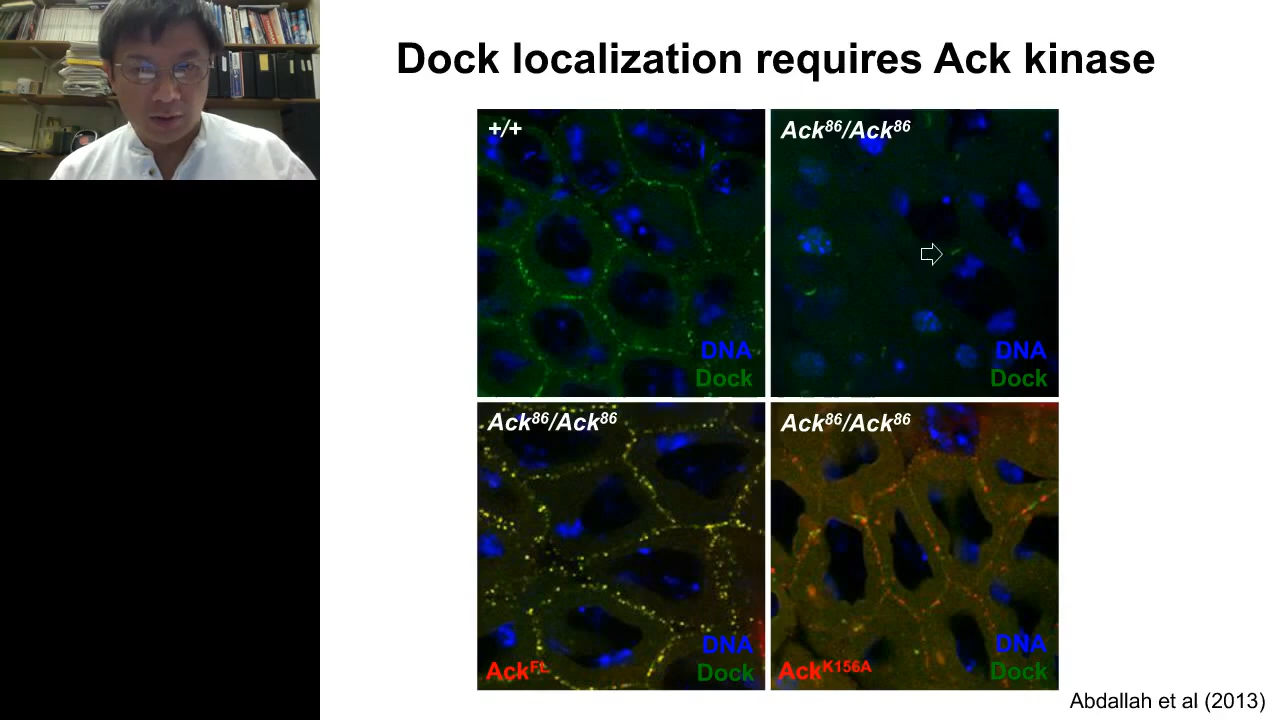 Dock localization requires Ack kinase
+/+
Ack86/Ack86
DNA
Dock
DNA
Dock
Ack86/Ack86
Ack86/Ack86
DNA
AckFL
Dock
DNA
AckK156A
Dock
Abdallah et al (2013)